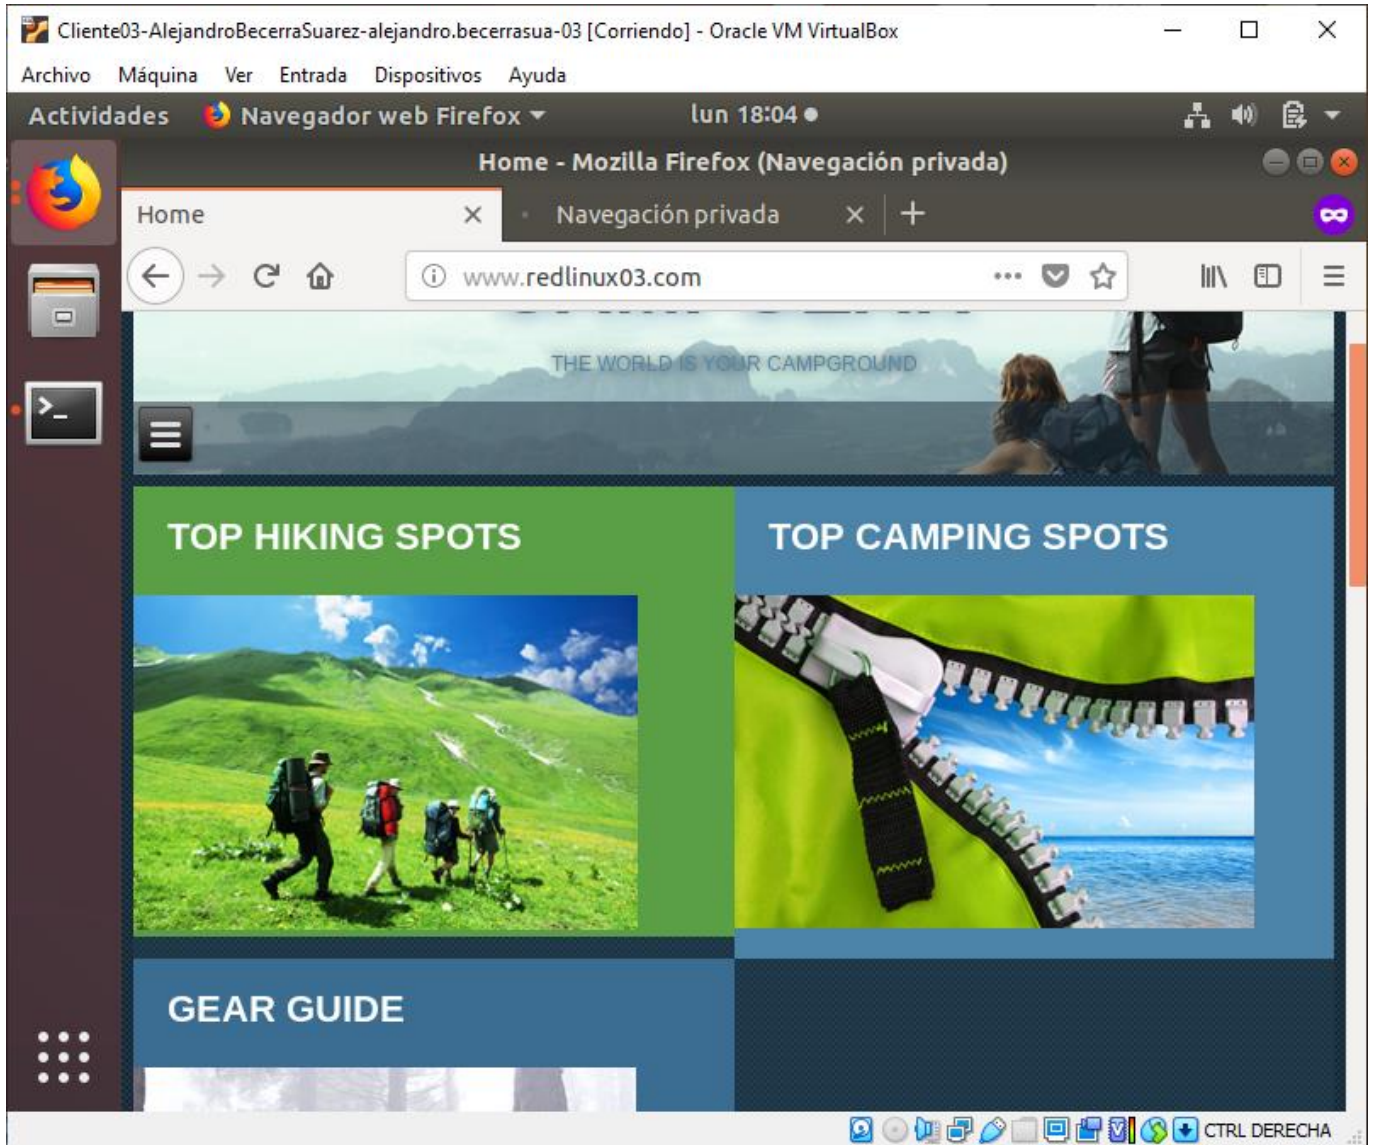 Cliente03-AlejandroBecerraSuarez-alejandro.becerrasua-03 [Corriendo] - Oracle VM VirtualBox
Archivo Máquina Ver Entrada Dispositivos Ayuda
Actividades Navegador web Firefox lun 18:04
Home - Mozilla Firefox (Navegación privada)
Home Navegación privada
www.redlinux03.com
THE WORLD IS YOUR CAMPGROUND
TOP HIKING SPOTS
TOP CAMPING SPOTS
GEAR GUIDE
CTRL DERECHA